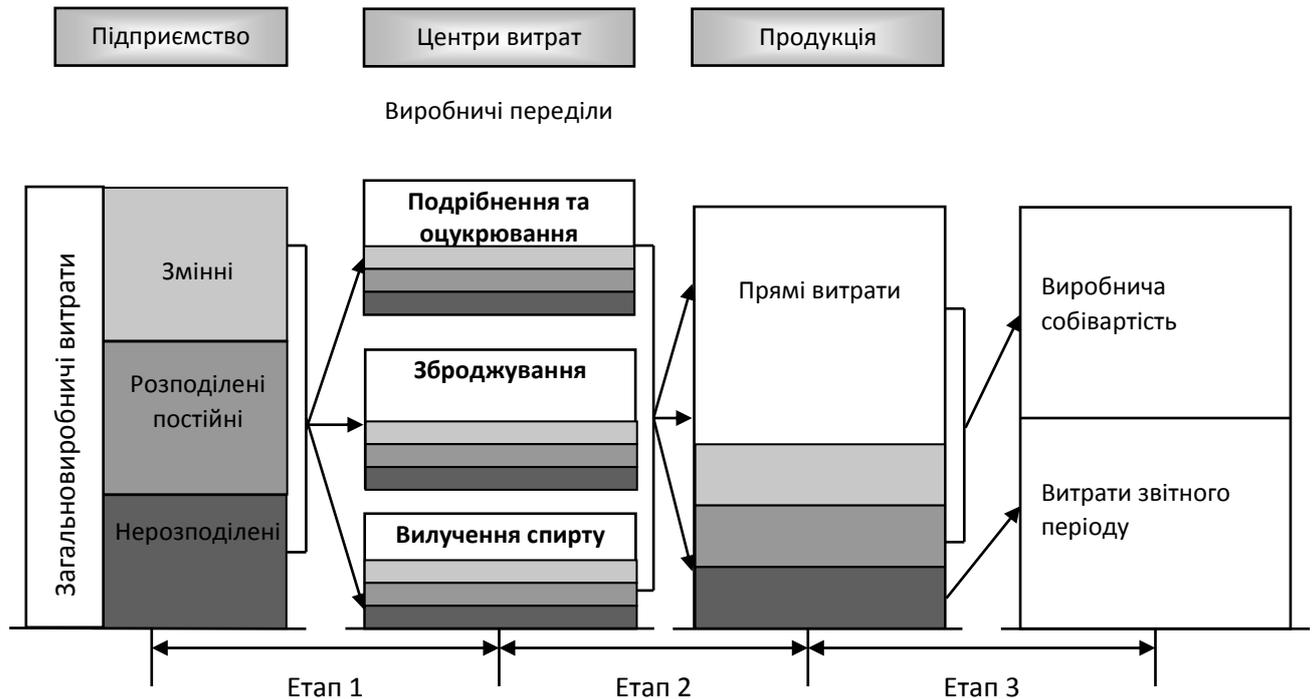 Підприємство
Центри витрат
Продукція
Виробничі переділи
Загальновиробничі витрати
Змінні
Розподілені
постійні
Нерозподілені
Подрібнення та
оцукрювання
Зброджування
Вилучення спирту
Прямі витрати
Виробнича
собівартість
Витрати звітного
періоду
Етап 1
Етап 2
Етап 3